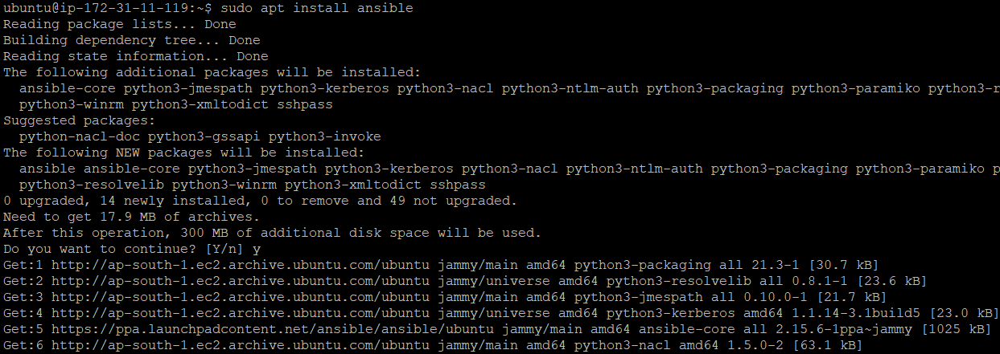 ubuntu@ip-172-31-11-119:~$ sudo apt install ansible
Reading package lists... Done
Building dependency tree... Done
Reading state information... Done
The following additional packages will be installed:
  ansible-core python3-jmespath python3-kerberos python3-nacl python3-ntlm-auth python3-packaging python3-paramiko python3-r
  python3-winrm python3-xmltodict sshpass
Suggested packages:
  python-nacl-doc python3-gssapi python3-invoke
The following NEW packages will be installed:
  ansible ansible-core python3-jmespath python3-kerberos python3-nacl python3-ntlm-auth python3-packaging python3-paramiko p
  python3-resolvelib python3-winrm python3-xmltodict sshpass
0 upgraded, 14 newly installed, 0 to remove and 49 not upgraded.
Need to get 17.9 MB of archives.
After this operation, 300 MB of additional disk space will be used.
Do you want to continue? [Y/n] y
Get:1 http://ap-south-1.ec2.archive.ubuntu.com/ubuntu jammy/main amd64 python3-packaging all 21.3-1 [30.7 kB]
Get:2 http://ap-south-1.ec2.archive.ubuntu.com/ubuntu jammy/universe amd64 python3-resolvelib all 0.8.1-1 [23.6 kB]
Get:3 http://ap-south-1.ec2.archive.ubuntu.com/ubuntu jammy/main amd64 python3-jmespath all 0.10.0-1 [21.7 kB]
Get:4 http://ap-south-1.ec2.archive.ubuntu.com/ubuntu jammy/universe amd64 python3-kerberos amd64 1.1.14-3.1build5 [23.0 kB]
Get:5 https://ppa.launchpadcontent.net/ansible/ansible/ubuntu jammy/main amd64 ansible-core all 2.15.6-1ppa~jammy [1025 kB]
Get:6 http://ap-south-1.ec2.archive.ubuntu.com/ubuntu jammy/main amd64 python3-nacl amd64 1.5.0-2 [63.1 kB]